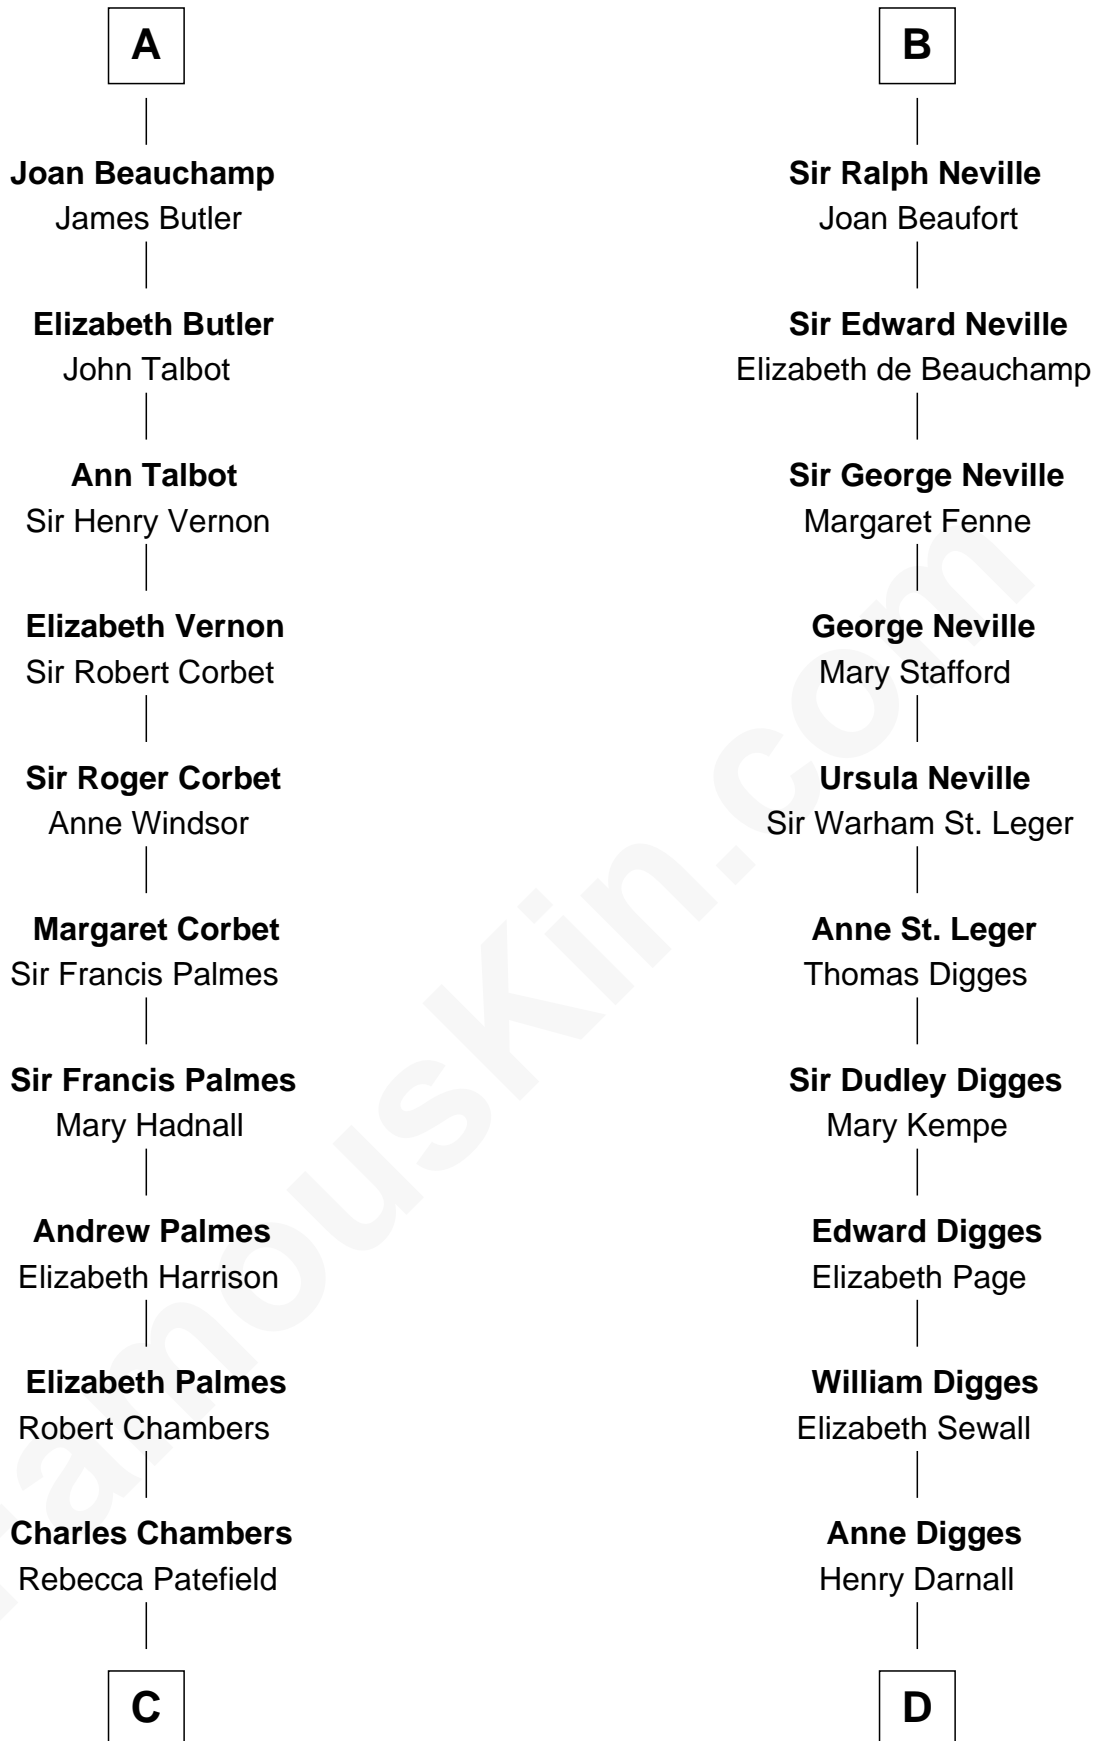 A
Joan Beauchamp
James Butler
Elizabeth Butler
John Talbot
Ann Talbot
Sir Henry Vernon
Elizabeth Vernon
Sir Robert Corbet
Sir Roger Corbet
Anne Windsor
Margaret Corbet
Sir Francis Palmes
Sir Francis Palmes
Mary Hadnall
Andrew Palmes
Elizabeth Harrison
Elizabeth Palmes
Robert Chambers
Charles Chambers
Rebecca Patefield
C
B
Sir Ralph Neville
Joan Beaufort
Sir Edward Neville
Elizabeth de Beauchamp
Sir George Neville
Margaret Fenne
George Neville
Mary Stafford
Ursula Neville
Sir Warham St. Leger
Anne St. Leger
Thomas Digges
Sir Dudley Digges
Mary Kempe
Edward Digges
Elizabeth Page
William Digges
Elizabeth Sewall
Anne Digges
Henry Darnall
D
FamousKin.com